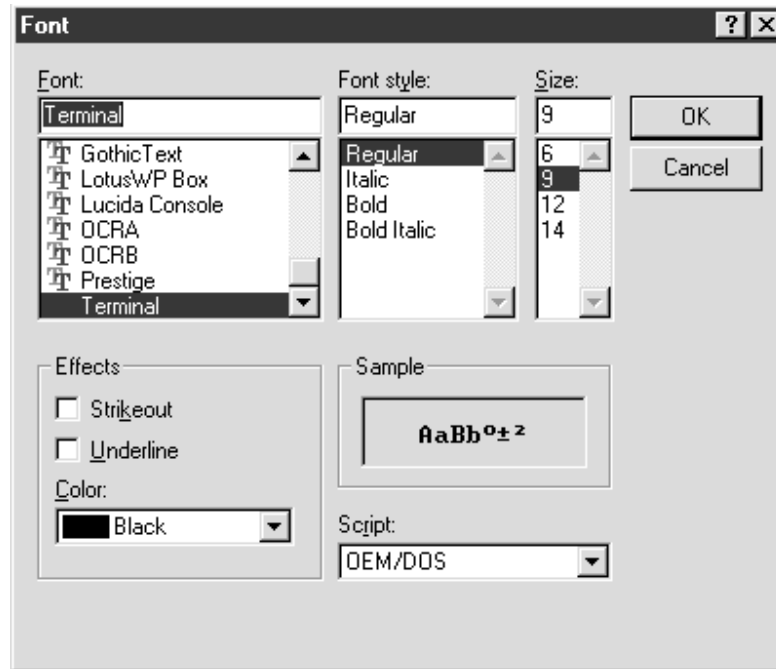 Font
Font:
Terminal
GothicText
LotusWP Box
Lucida Console
OCRA
OCRB
Prestige
Terminal
Font style:
Regular
Regular
Italic
Bold
Bold Italic
Size:
9
6
9
12
14
OK
Cancel
Effects
Strikeout
Underline
Color:
Black
Sample
AaBbº±²
Script:
OEM/DOS